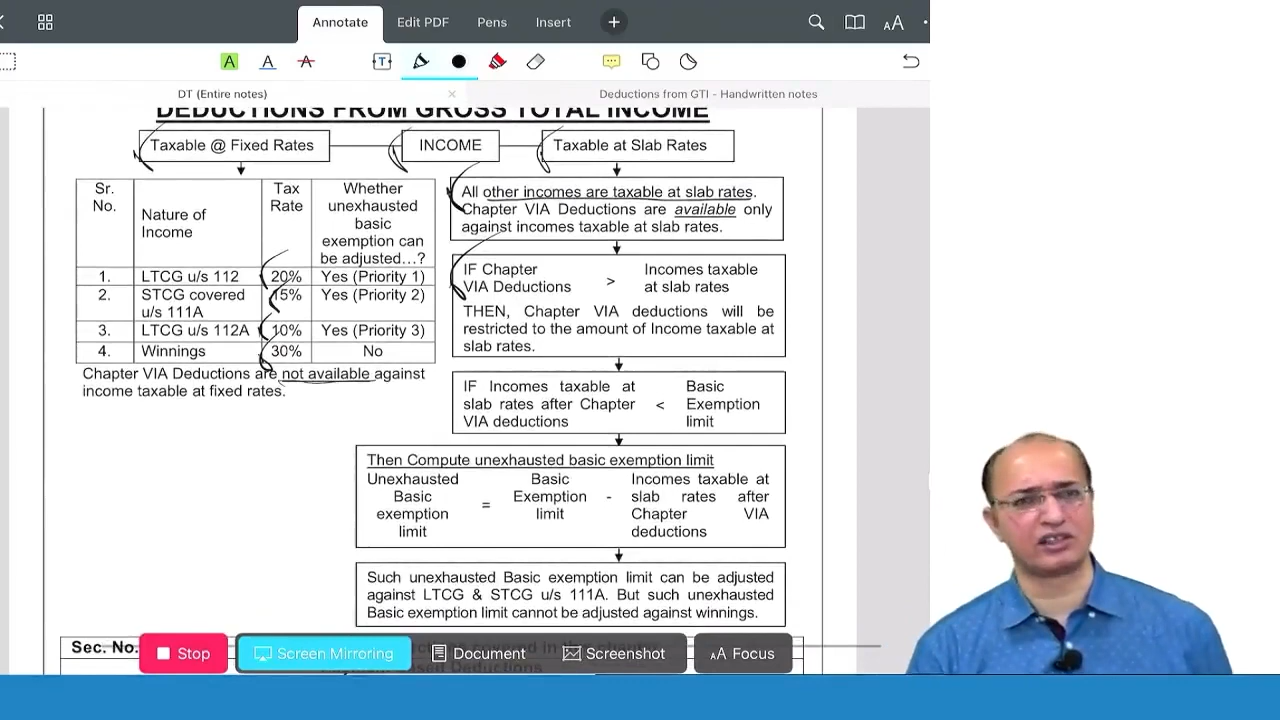 Annotate Edit PDF Pens Insert
DT (Entire notes) Deductions from GTI - Handwritten notes
DEDUCTIONS FROM GROSS TOTAL INCOME
Taxable @ Fixed Rates INCOME Taxable at Slab Rates
Sr. No. Nature of Income Tax Rate Whether unexhausted basic exemption can be adjusted…?
1. LTCG u/s 112 20% Yes (Priority 1)
2. STCG covered u/s 111A 15% Yes (Priority 2)
3. LTCG u/s 112A 10% Yes (Priority 3)
4. Winnings 30% No
Chapter VIA Deductions are not available against
income taxable at fixed rates.
All other incomes are taxable at slab rates.
Chapter VIA Deductions are available only
against incomes taxable at slab rates.
IF Chapter VIA Deductions > Incomes taxable at slab rates
THEN, Chapter VIA deductions will be
restricted to the amount of Income taxable at
slab rates.
IF Incomes taxable at slab rates after Chapter VIA deductions < Basic Exemption limit
Then Compute unexhausted basic exemption limit
Unexhausted Basic exemption limit = Basic Exemption limit - Incomes taxable at slab rates after Chapter VIA deductions
Such unexhausted Basic exemption limit can be adjusted
against LTCG & STCG u/s 111A. But such unexhausted
Basic exemption limit cannot be adjusted against winnings.
Sec. No.
Stop Screen Mirroring Document Screenshot AA Focus